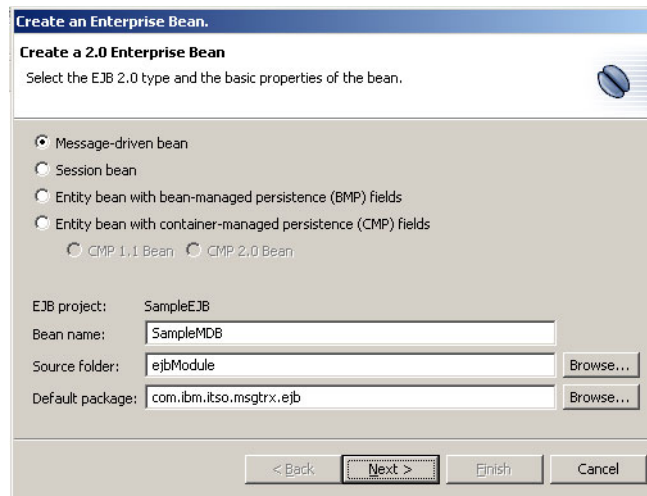 Create an Enterprise Bean.
Create a 2.0 Enterprise Bean
Select the EJB 2.0 type and the basic properties of the bean.
Message-driven bean
Session bean
Entity bean with bean-managed persistence (BMP) fields
Entity bean with container-managed persistence (CMP) fields
CMP 1.1 Bean CMP 2.0 Bean
EJB project: SampleEJB
Bean name: SampleMDB
Source folder: ejbModule Browse...
Default package: com.ibm.itso.msgtrx.ejb Browse...
< Back Next > Finish Cancel